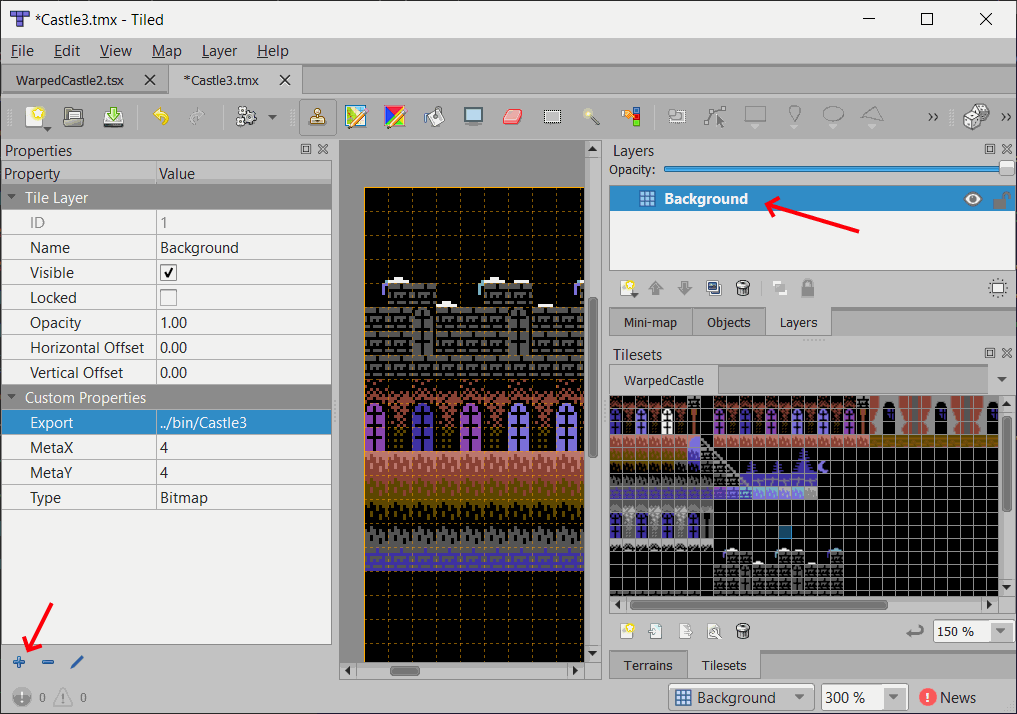 *Castle3.tmx - Tiled
File Edit View Map Layer Help
WarpedCastle2.tsx *Castle3.tmx
Properties
Property Value
Tile Layer
ID 1
Name Background
Visible
Locked
Opacity 1.00
Horizontal Offset 0.00
Vertical Offset 0.00
Custom Properties
Export ../bin/Castle3
MetaX 4
MetaY 4
Type Bitmap
0 0
Layers
Opacity:
Background
Mini-map Objects Layers
Tilesets
WarpedCastle
150 %
Terrains Tilesets
Background 300 % News